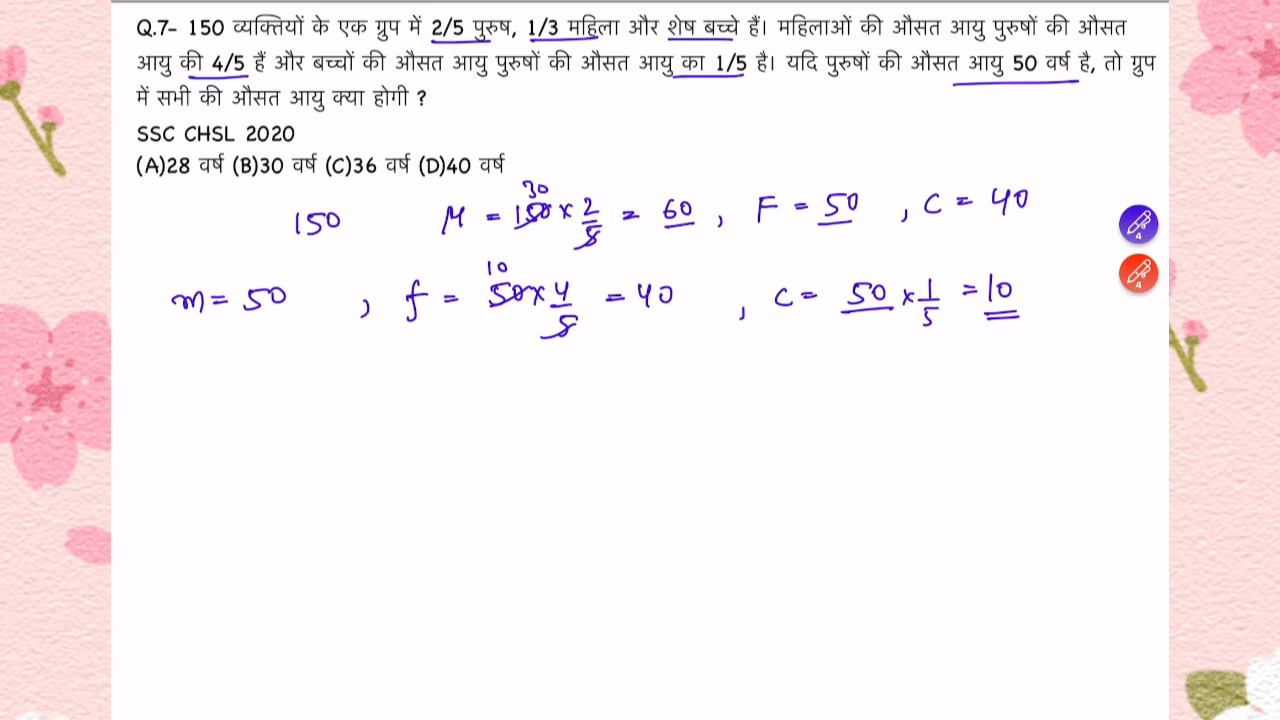 Q.7- 150 व्यक्तियों के एक ग्रुप में 2/5 पुरुष, 1/3 महिला और शेष बच्चे हैं। महिलाओं की औसत आयु पुरुषों की औसत
आयु की 4/5 हैं और बच्चों की औसत आयु पुरुषों की औसत आयु का 1/5 है। यदि पुरुषों की औसत आयु 50 वर्ष है, तो ग्रुप
में सभी की औसत आयु क्या होगी ?
SSC CHSL 2020
(A)28 वर्ष (B)30 वर्ष (C)36 वर्ष (D)40 वर्ष
30
150 M = 150 x 2/5 = 60 , F = 50 , C = 40
10
m = 50 , f = 50 x 4/5 = 40 , C = 50 x 1/5 = 10
4
4